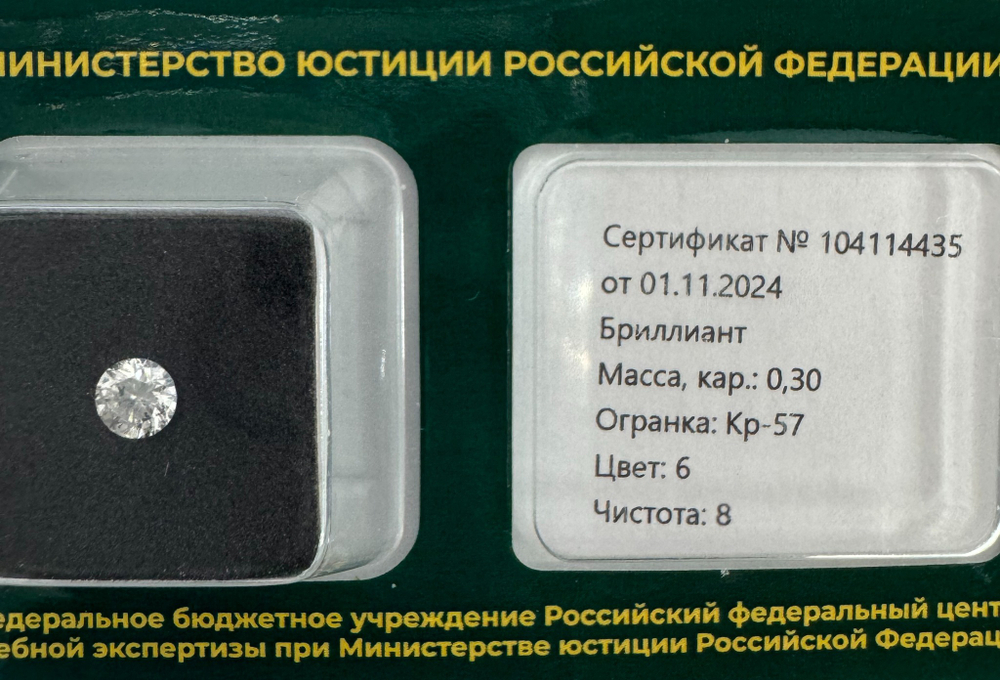 МИНИСТЕРСТВО ЮСТИЦИИ РОССИЙСКОЙ ФЕДЕРАЦИИ
Сертификат № 104114435
от 01.11.2024
Бриллиант
Масса, кар.: 0,30
Огранка: Кр-57
Цвет: 6
Чистота: 8
едеральное бюджетное учреждение Российский федеральный цент
ебной экспертизы при Министерстве юстиции Российской Федерац